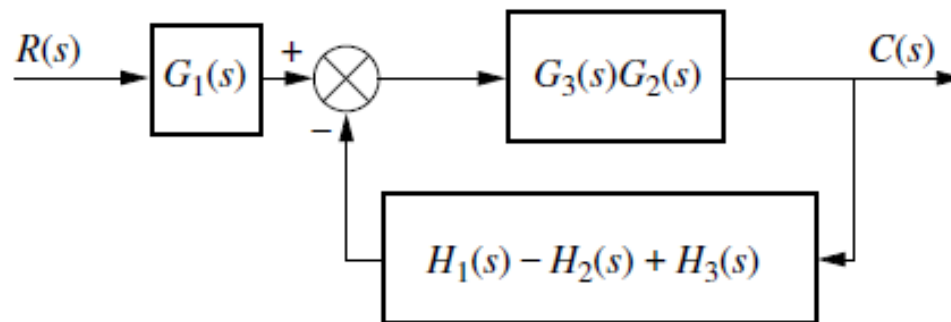 R(s)
G₁(s)
+
−
G₃(s)G₂(s)
C(s)
H₁(s) − H₂(s) + H₃(s)